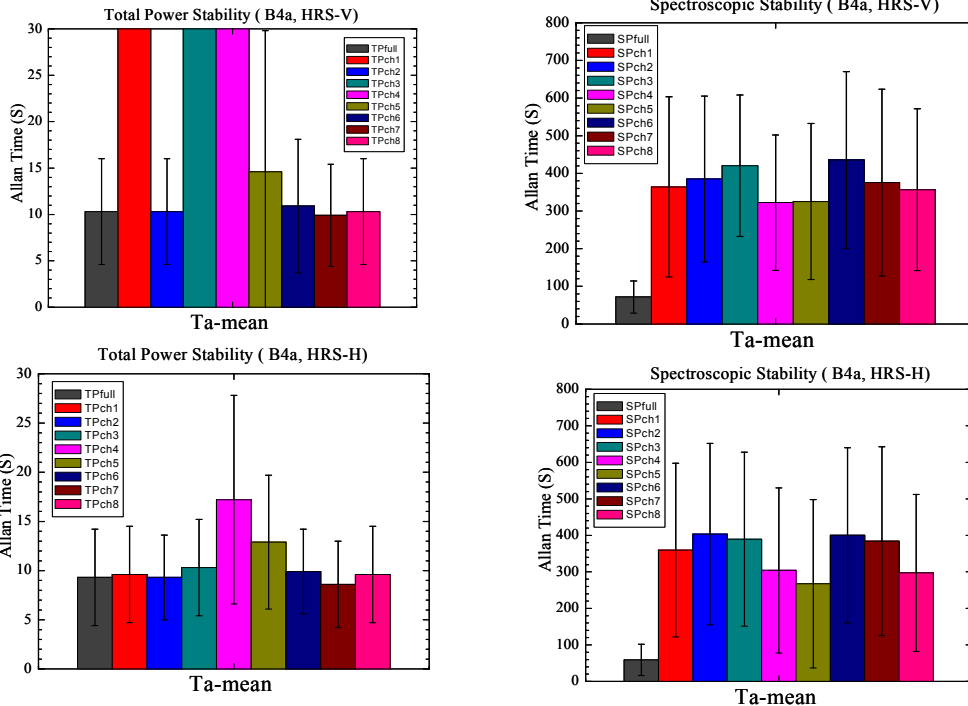 Total Power Stability ( B4a, HRS-V)
30
25
20
15
10
5
0
Allan Time (S)
TPfull
TPch1
TPch2
TPch3
TPch4
TPch5
TPch6
TPch7
TPch8
Ta-mean
Spectroscopic Stability ( B4a, HRS-V)
800
700
600
500
400
300
200
100
0
Allan Time (S)
SPfull
SPch1
SPch2
SPch3
SPch4
SPch5
SPch6
SPch7
SPch8
Ta-mean
Total Power Stability ( B4a, HRS-H)
30
25
20
15
10
5
0
Allan Time (S)
TPfull
TPch1
TPch2
TPch3
TPch4
TPch5
TPch6
TPch7
TPch8
Ta-mean
Spectroscopic Stability ( B4a, HRS-H)
800
700
600
500
400
300
200
100
0
Allan Time (S)
SPfull
SPch1
SPch2
SPch3
SPch4
SPch5
SPch6
SPch7
SPch8
Ta-mean